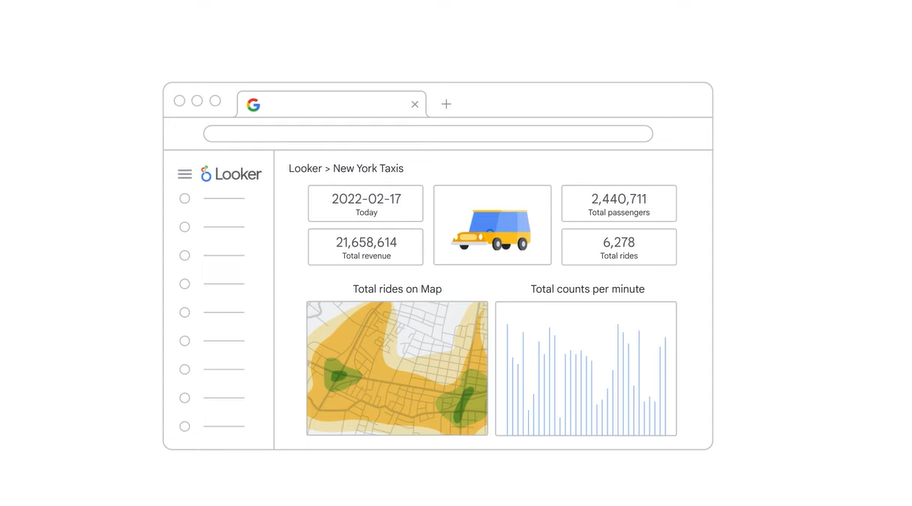 Looker
Looker > New York Taxis
2022-02-17
Today
21,658,614
Total revenue
2,440,711
Total passengers
6,278
Total rides
Total rides on Map
Total counts per minute